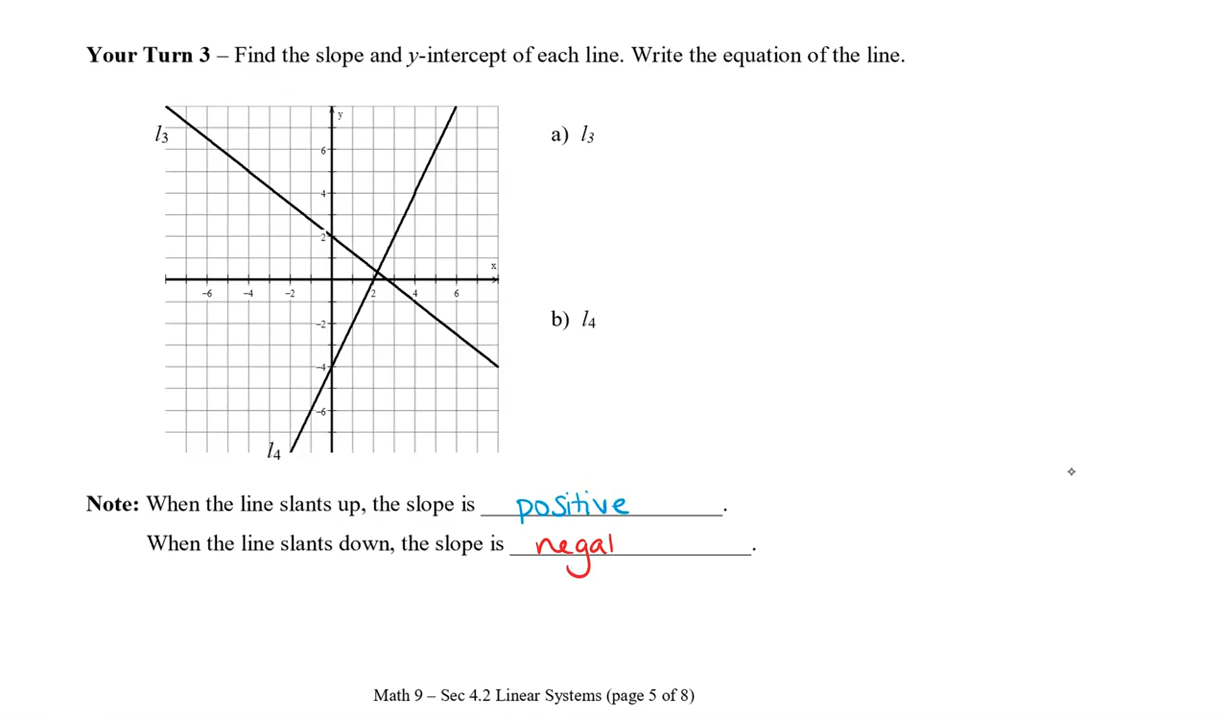 Your Turn 3 – Find the slope and y-intercept of each line. Write the equation of the line.
y
l3
6
4
2
x
-6 -4 -2 2 4 6
-2
-4
-6
l4
a) l3
b) l4
Note: When the line slants up, the slope is positive.
When the line slants down, the slope is negal.
Math 9 – Sec 4.2 Linear Systems (page 5 of 8)